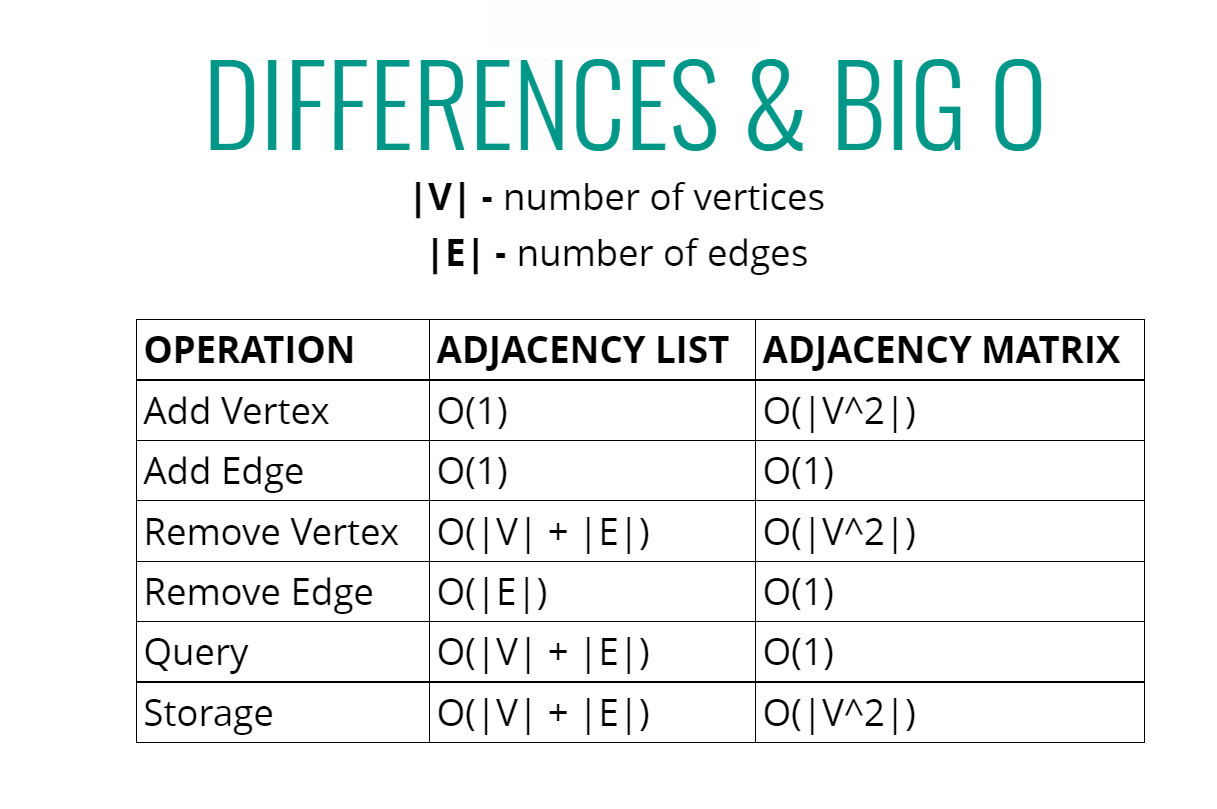 DIFFERENCES & BIG O
|V| - number of vertices
|E| - number of edges
OPERATION ADJACENCY LIST ADJACENCY MATRIX
Add Vertex O(1) O(|V^2|)
Add Edge O(1) O(1)
Remove Vertex O(|V| + |E|) O(|V^2|)
Remove Edge O(|E|) O(1)
Query O(|V| + |E|) O(1)
Storage O(|V| + |E|) O(|V^2|)